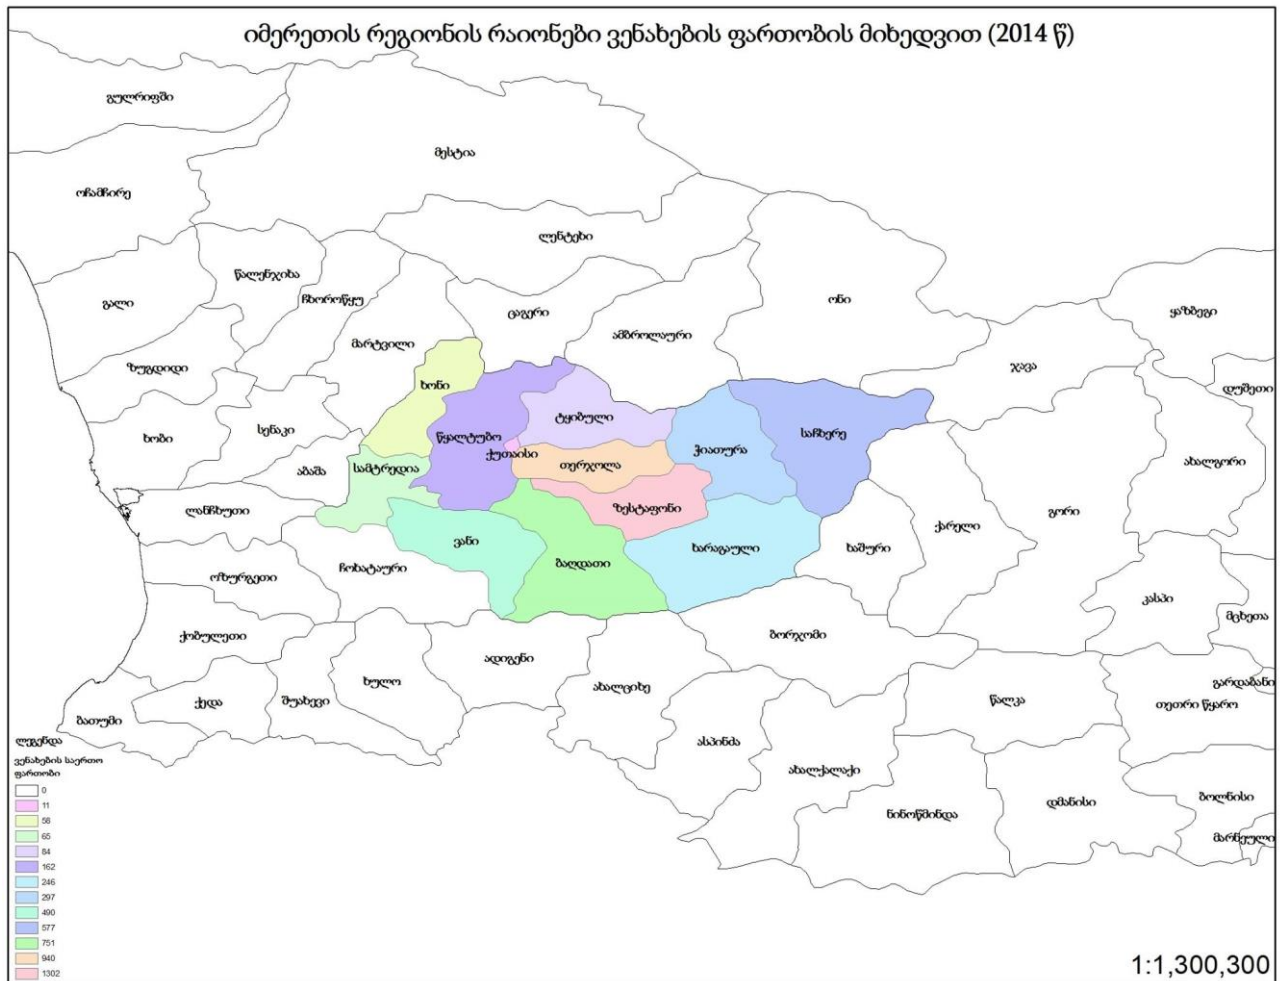 იმერეთის რეგიონის რაიონები ვენახების ფართობის მიხედვით (2014 წ)
გულრიფში
მესტია
ოჩამჩირე
ლენტეხი
წალენჯიხა
ჩხოროწყუ
გალი
ცაგერი
ონი
ყაზბეგი
ამბროლაური
მარტვილი
ზუგდიდი
ჯავა
ხონი
დუშეთი
ტყიბული
სენაკი
ხობი
წყალტუბო
საჩხერე
ჭიათურა
ქუთაისი
ახალგორი
აბაშა
სამტრედია
თერჯოლა
ლანჩხუთი
ზესტაფონი
გორი
ქარელი
ვანი
ხარაგაული
ხაშური
ბაღდათი
ჩოხატაური
ოზურგეთი
კასპი
მცხეთა
ქობულეთი
ბორჯომი
ადიგენი
ხულო
ახალციხე
გარდაბანი
ქედა
შუახევი
წალკა
თეთრი წყარო
ბათუმი
ასპინძა
ახალქალაქი
ბოლნისი
დმანისი
ნინოწმინდა
მარნეული
ლეგენდა
ვენახების საერთო
ფართობი
0
11
58
65
84
162
246
297
490
577
751
940
1302
1:1,300,300